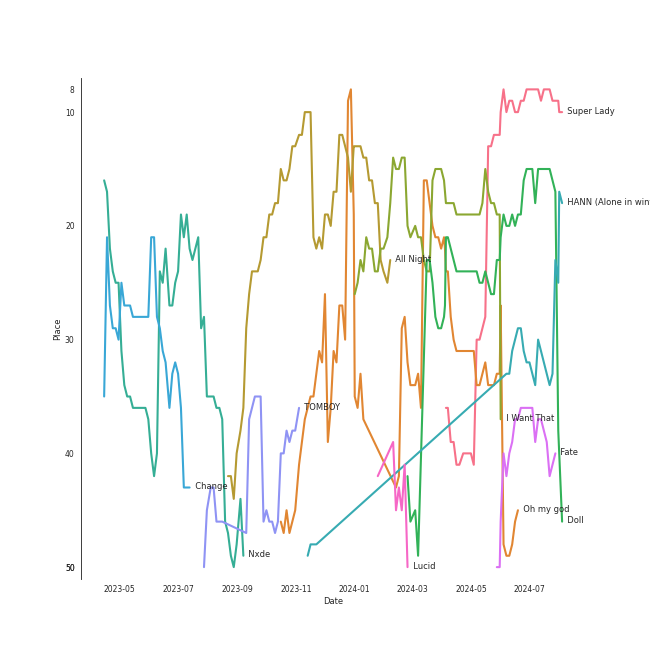 8
10
20
30
40
50
Place
2023-05
2023-07
2023-09
2023-11
2024-01
2024-03
2024-05
2024-07
Date
Super Lady
HANN (Alone in win
All Night
TOMBOY
I Want That
Fate
Change
Oh my god
Doll
Nxde
Lucid